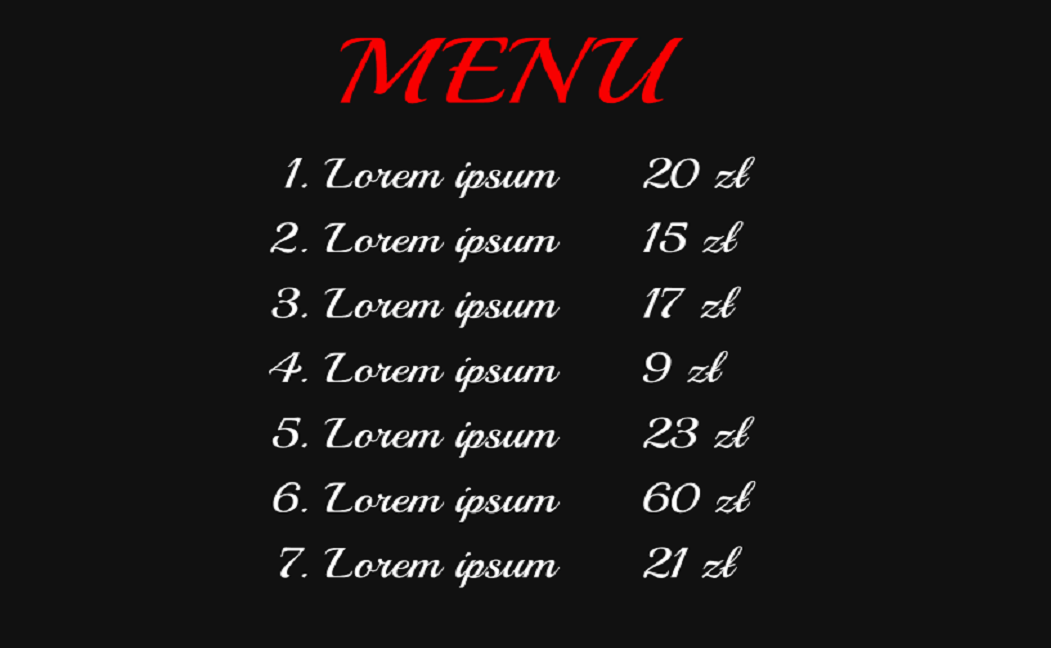 MENU
1. Lorem ipsum 20 zł
2. Lorem ipsum 15 zł
3. Lorem ipsum 17 zł
4. Lorem ipsum 9 zł
5. Lorem ipsum 23 zł
6. Lorem ipsum 60 zł
7. Lorem ipsum 21 zł